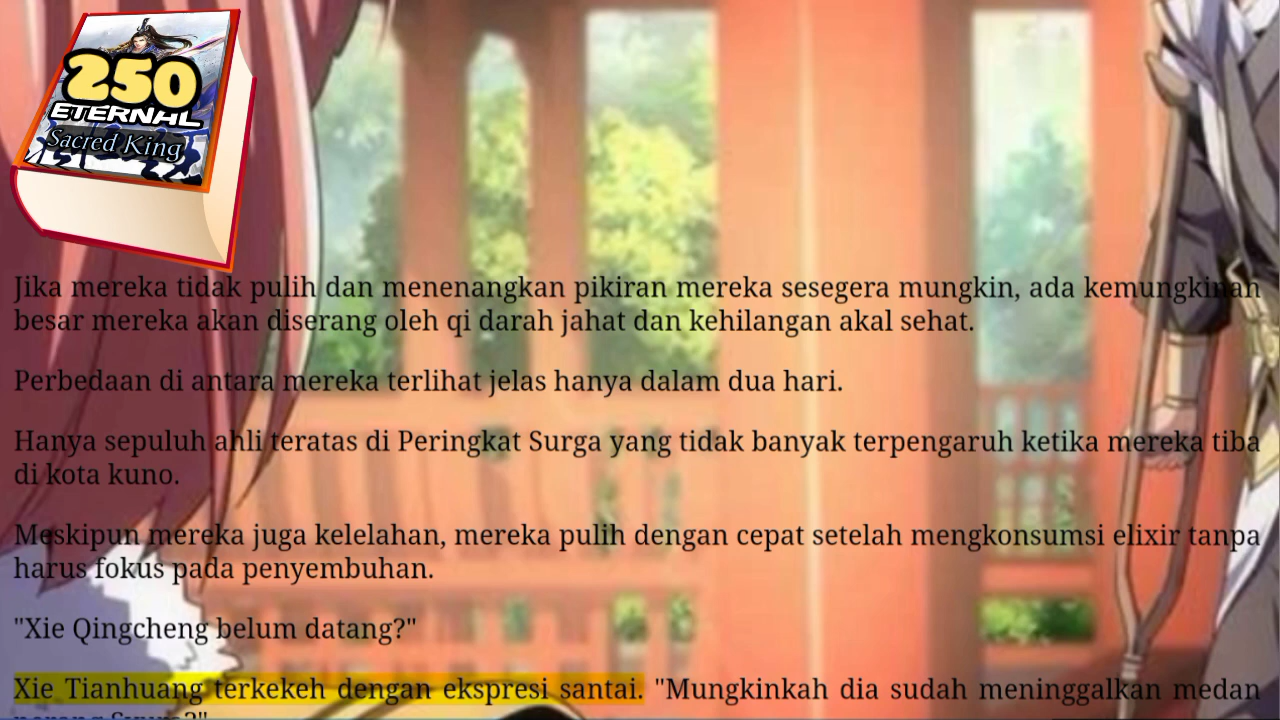 250
ETERNAL
Sacred King
Jika mereka tidak pulih dan menenangkan pikiran mereka sesegera mungkin, ada kemungkinan
besar mereka akan diserang oleh qi darah jahat dan kehilangan akal sehat.
Perbedaan di antara mereka terlihat jelas hanya dalam dua hari.
Hanya sepuluh ahli teratas di Peringkat Surga yang tidak banyak terpengaruh ketika mereka tiba
di kota kuno.
Meskipun mereka juga kelelahan, mereka pulih dengan cepat setelah mengkonsumsi elixir tanpa
harus fokus pada penyembuhan.
"Xie Qingcheng belum datang?"
Xie Tianhuang terkekeh dengan ekspresi santai. "Mungkinkah dia sudah meninggalkan medan